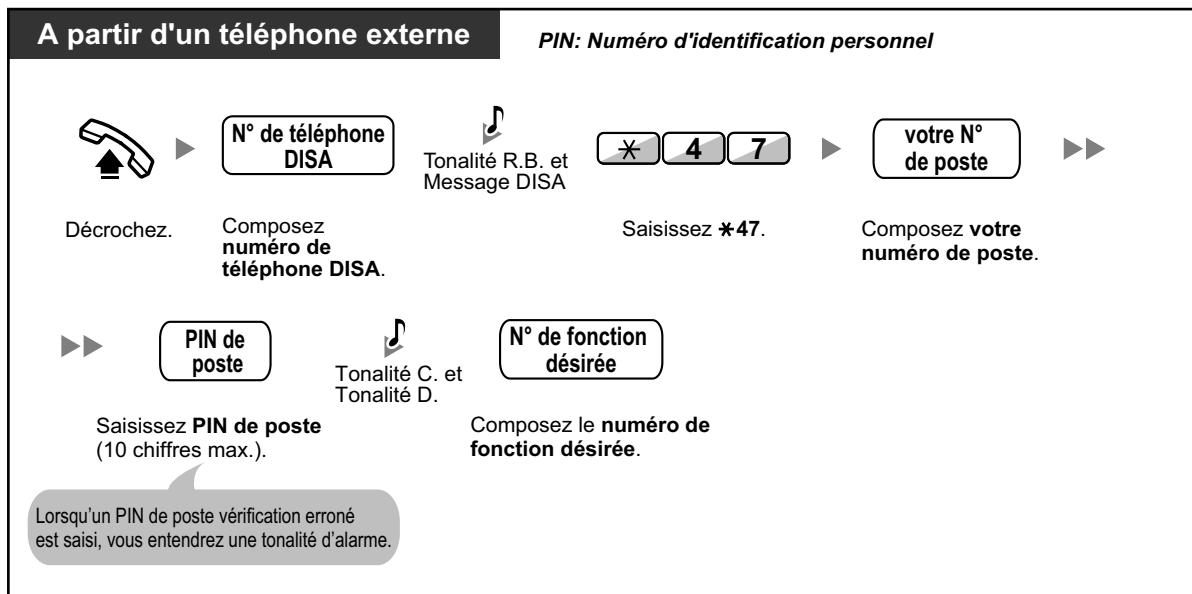 A partir d'un téléphone externe
PIN: Numéro d'identification personnel
N° de téléphone
DISA
Tonalité R.B. et
Message DISA
* 4 7
votre N°
de poste
Décrochez.
Composez
numéro de
téléphone DISA.
Saisissez *47.
Composez votre
numéro de poste.
PIN de
poste
Tonalité C. et
Tonalité D.
N° de fonction
désirée
Saisissez PIN de poste
(10 chiffres max.).
Composez le numéro de
fonction désirée.
Lorsqu'un PIN de poste vérification erroné
est saisi, vous entendrez une tonalité d’alarme.